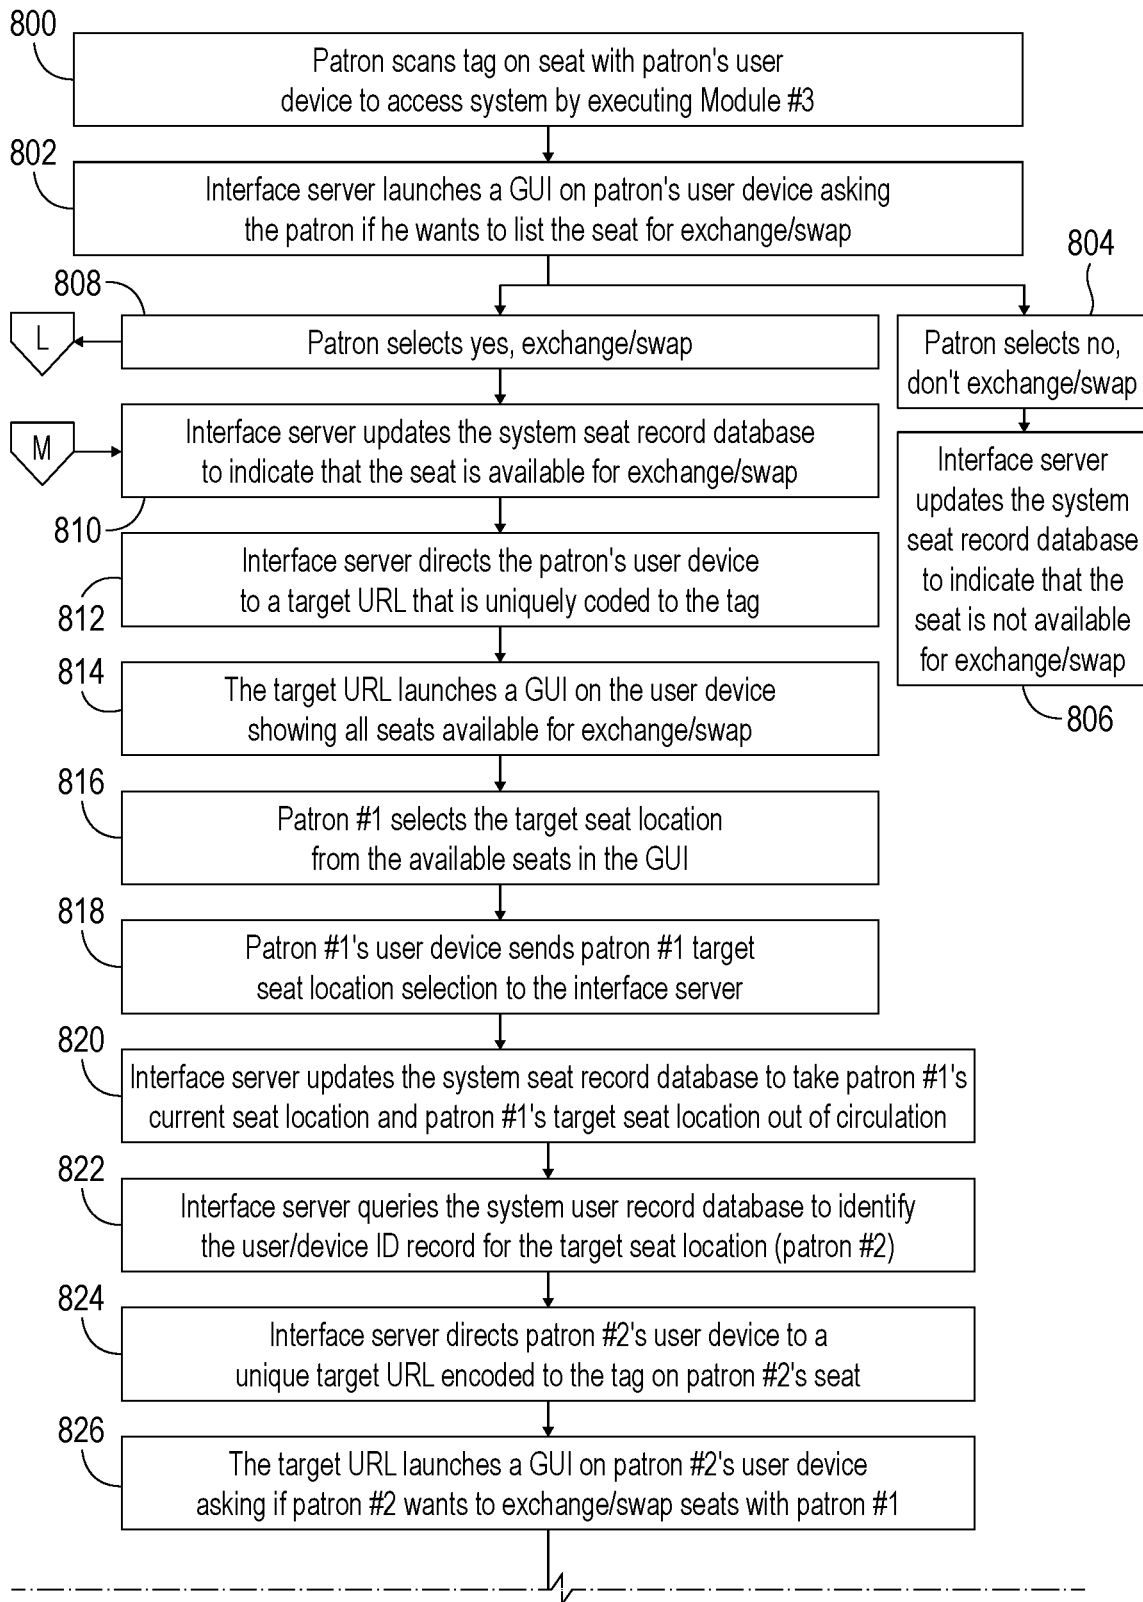 800
Patron scans tag on seat with patron's user
device to access system by executing Module #3
802
Interface server launches a GUI on patron's user device asking
the patron if he wants to list the seat for exchange/swap
804
808
L
Patron selects yes, exchange/swap
Patron selects no,
don't exchange/swap
M
Interface server updates the system seat record database
to indicate that the seat is available for exchange/swap
810
Interface server
updates the system
seat record database
to indicate that the
seat is not available
for exchange/swap
806
Interface server directs the patron's user device
to a target URL that is uniquely coded to the tag
812
814
The target URL launches a GUI on the user device
showing all seats available for exchange/swap
816
Patron #1 selects the target seat location
from the available seats in the GUI
818
Patron #1's user device sends patron #1 target
seat location selection to the interface server
820
Interface server updates the system seat record database to take patron #1's
current seat location and patron #1's target seat location out of circulation
822
Interface server queries the system user record database to identify
the user/device ID record for the target seat location (patron #2)
824
Interface server directs patron #2's user device to a
unique target URL encoded to the tag on patron #2's seat
826
The target URL launches a GUI on patron #2's user device
asking if patron #2 wants to exchange/swap seats with patron #1